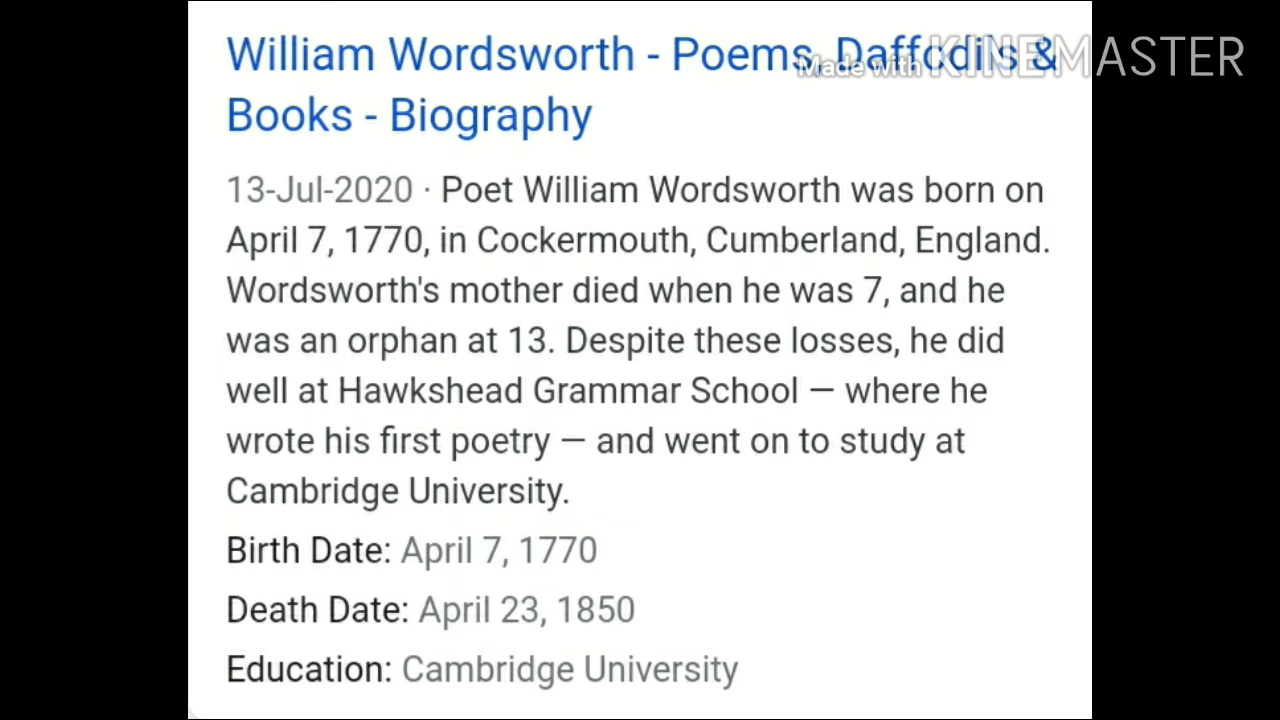 William Wordsworth - Poems, Daffodils &
Made with KINEMASTER
Books - Biography
13-Jul-2020 · Poet William Wordsworth was born on
April 7, 1770, in Cockermouth, Cumberland, England.
Wordsworth's mother died when he was 7, and he
was an orphan at 13. Despite these losses, he did
well at Hawkshead Grammar School — where he
wrote his first poetry — and went on to study at
Cambridge University.
Birth Date: April 7, 1770
Death Date: April 23, 1850
Education: Cambridge University